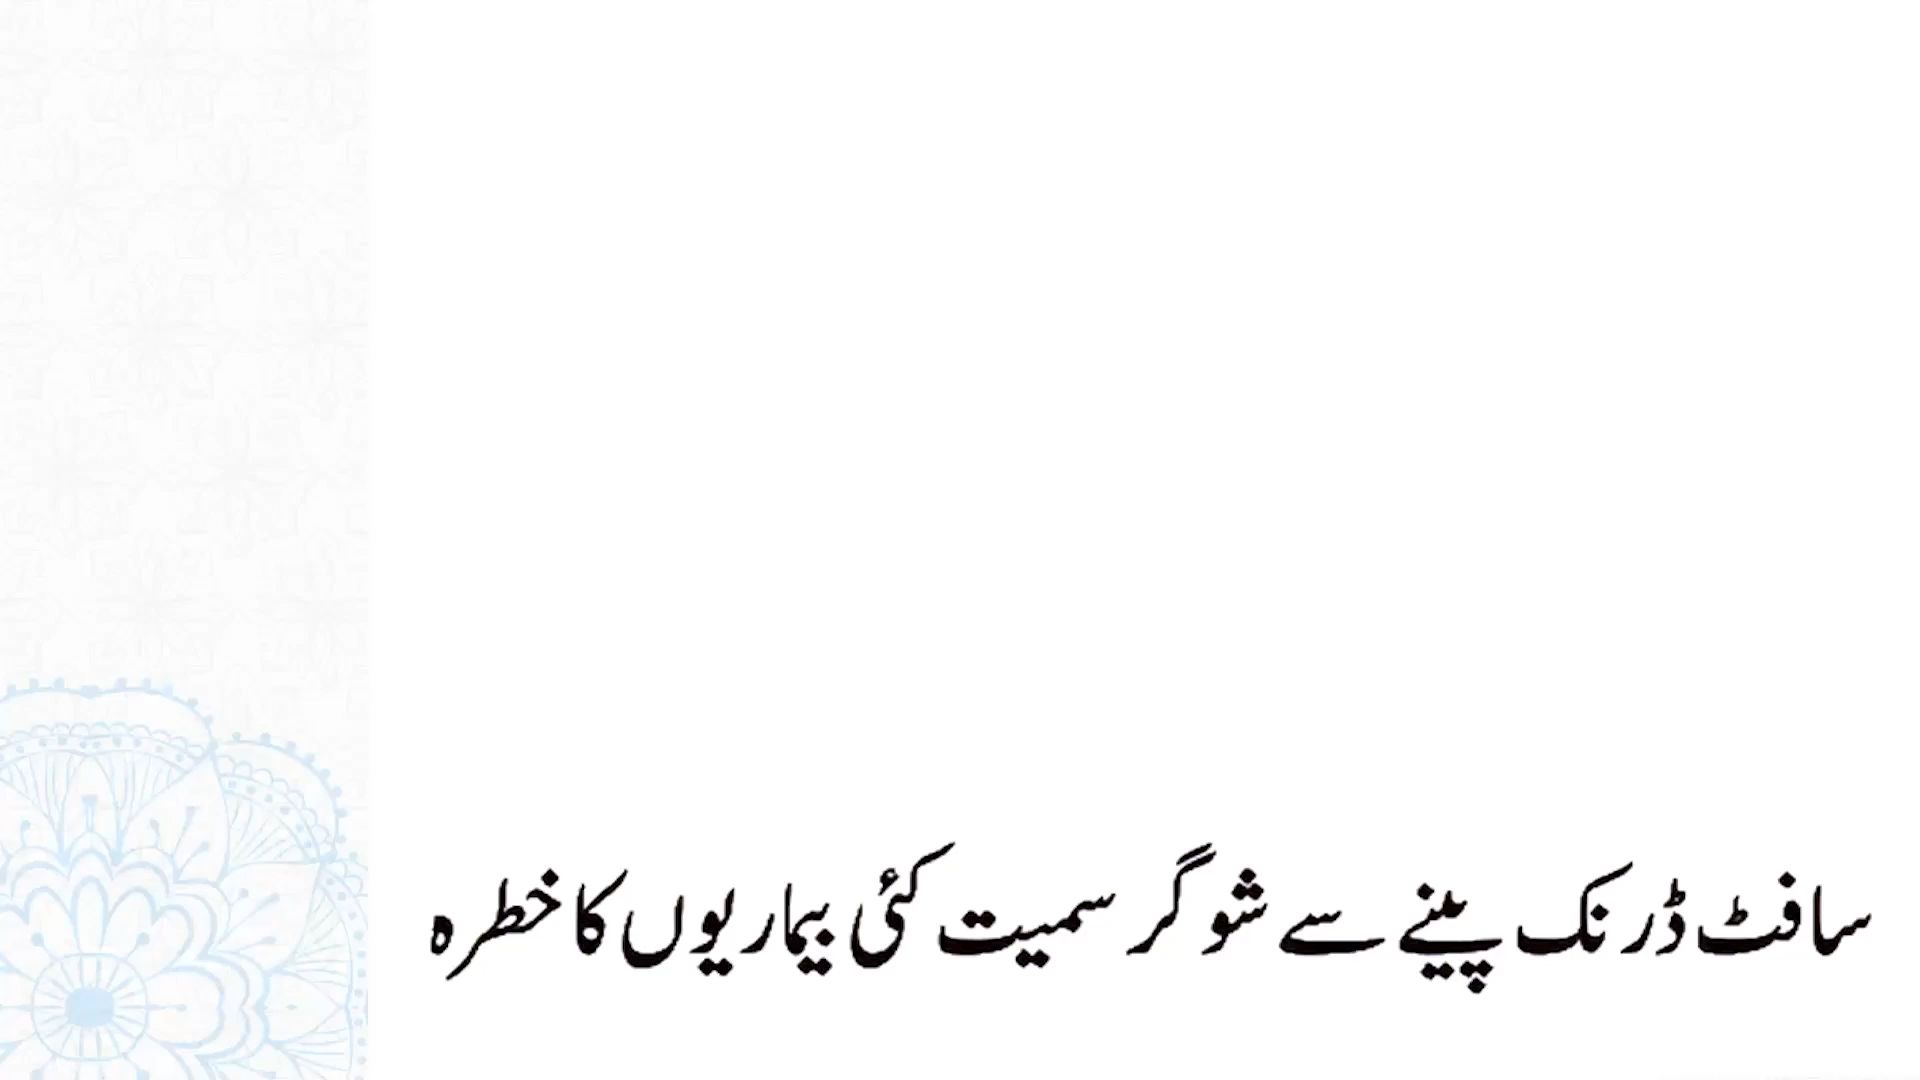 سافٹ ڈرنک پینے سے شوگر سمیت کئی بیماریوں کا خطرہ